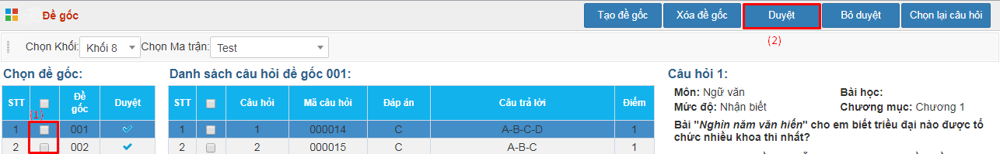 Đề gốc
Tạo đề gốc Xóa đề gốc Duyệt Bỏ duyệt Chọn lại câu hỏi
(2)
Chọn Khối: Khối 8 Chọn Ma trận: Test
Chọn đề gốc:
STT Đề gốc Duyệt
(1)
1 001
2 002
Danh sách câu hỏi đề gốc 001:
STT Câu hỏi Mã câu hỏi Đáp án Câu trả lời Điểm
1 1 000014 C A-B-C-D 1
2 2 000015 C A-B-C 1
Câu hỏi 1:
Môn: Ngữ văn Bài học:
Mức độ: Nhận biết Chương mục: Chương 1
Bài "Nghìn năm văn hiến" cho em biết triều đại nào được tổ
chức nhiều khoa thi nhất?